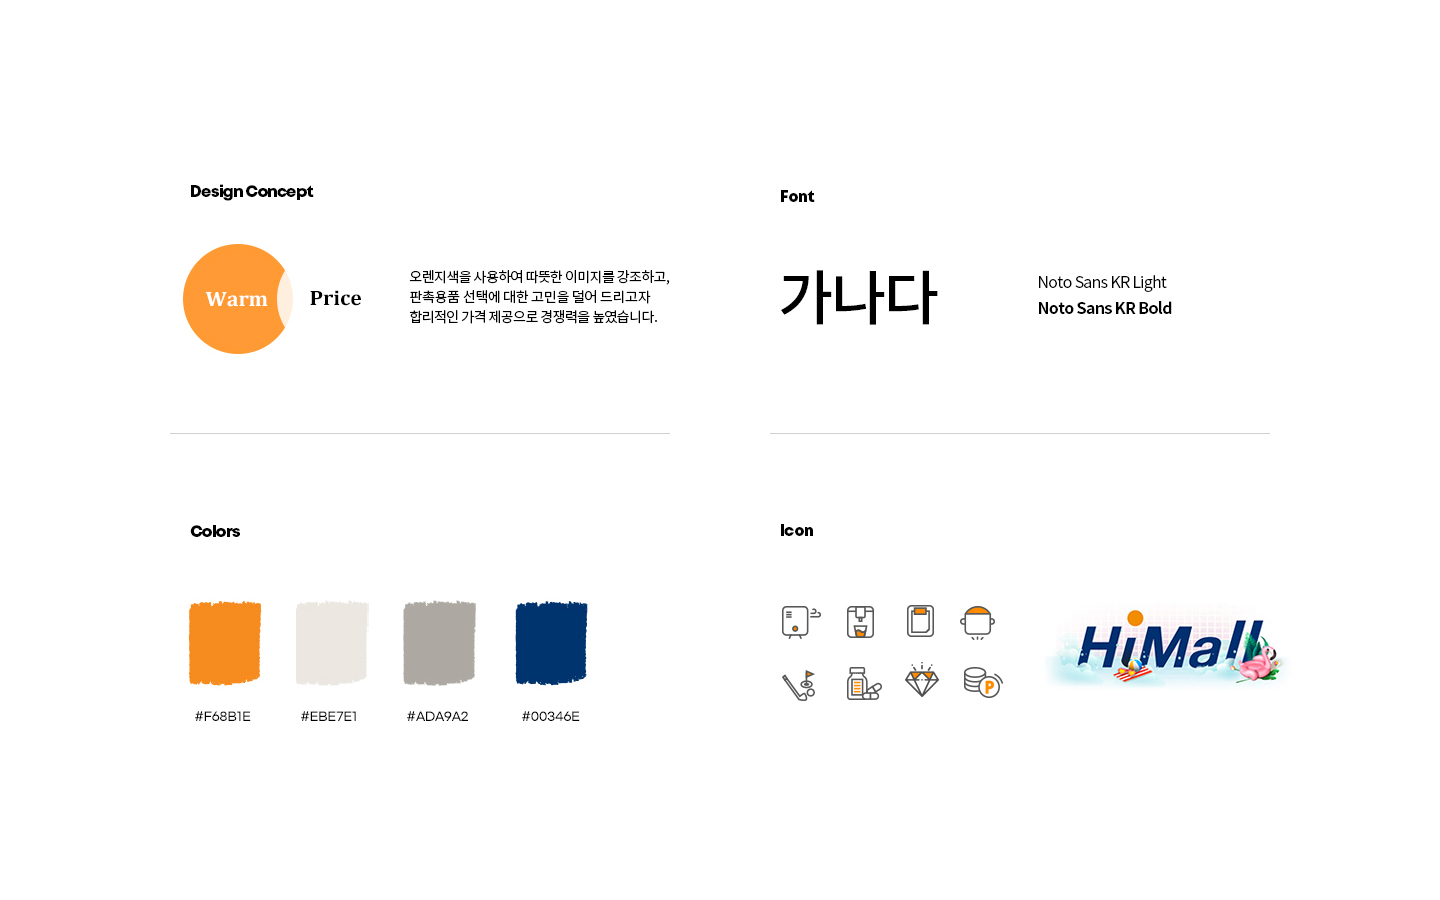 Design Concept
Warm
Price
오렌지색을 사용하여 따뜻한 이미지를 강조하고,
판촉용품 선택에 대한 고민을 덜어 드리고자
합리적인 가격 제공으로 경쟁력을 높였습니다.
Font
가나다
Noto Sans KR Light
Noto Sans KR Bold
Colors
#F68B1E
#EBE7E1
#ADA9A2
#00346E
Icon
P
HiMall